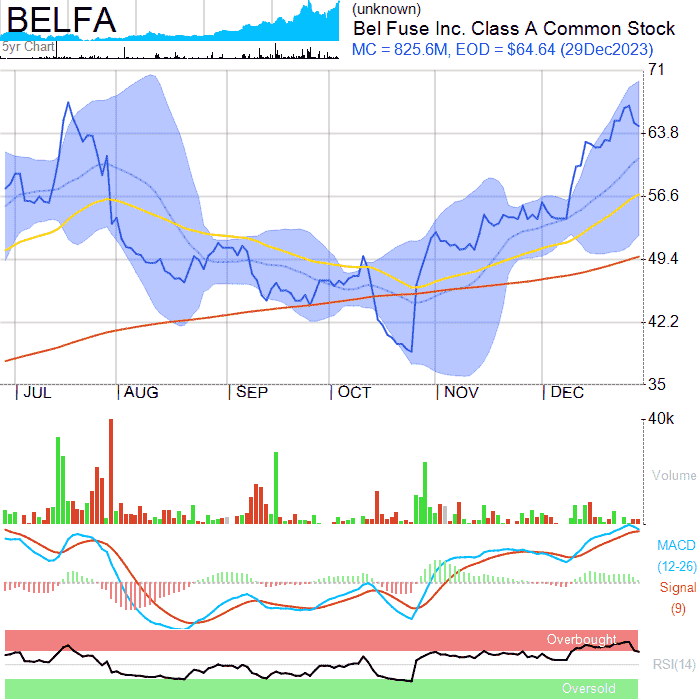 BELFA
(unknown)
Bel Fuse Inc. Class A Common Stock
5yr Chart
MC = 825.6M, EOD = $64.64 (29Dec2023)
71
63.8
56.6
49.4
42.2
35
JUL AUG SEP OCT NOV DEC
40k
Volume
MACD
(12-26)
Signal
(9)
Overbought
RSI(14)
Oversold